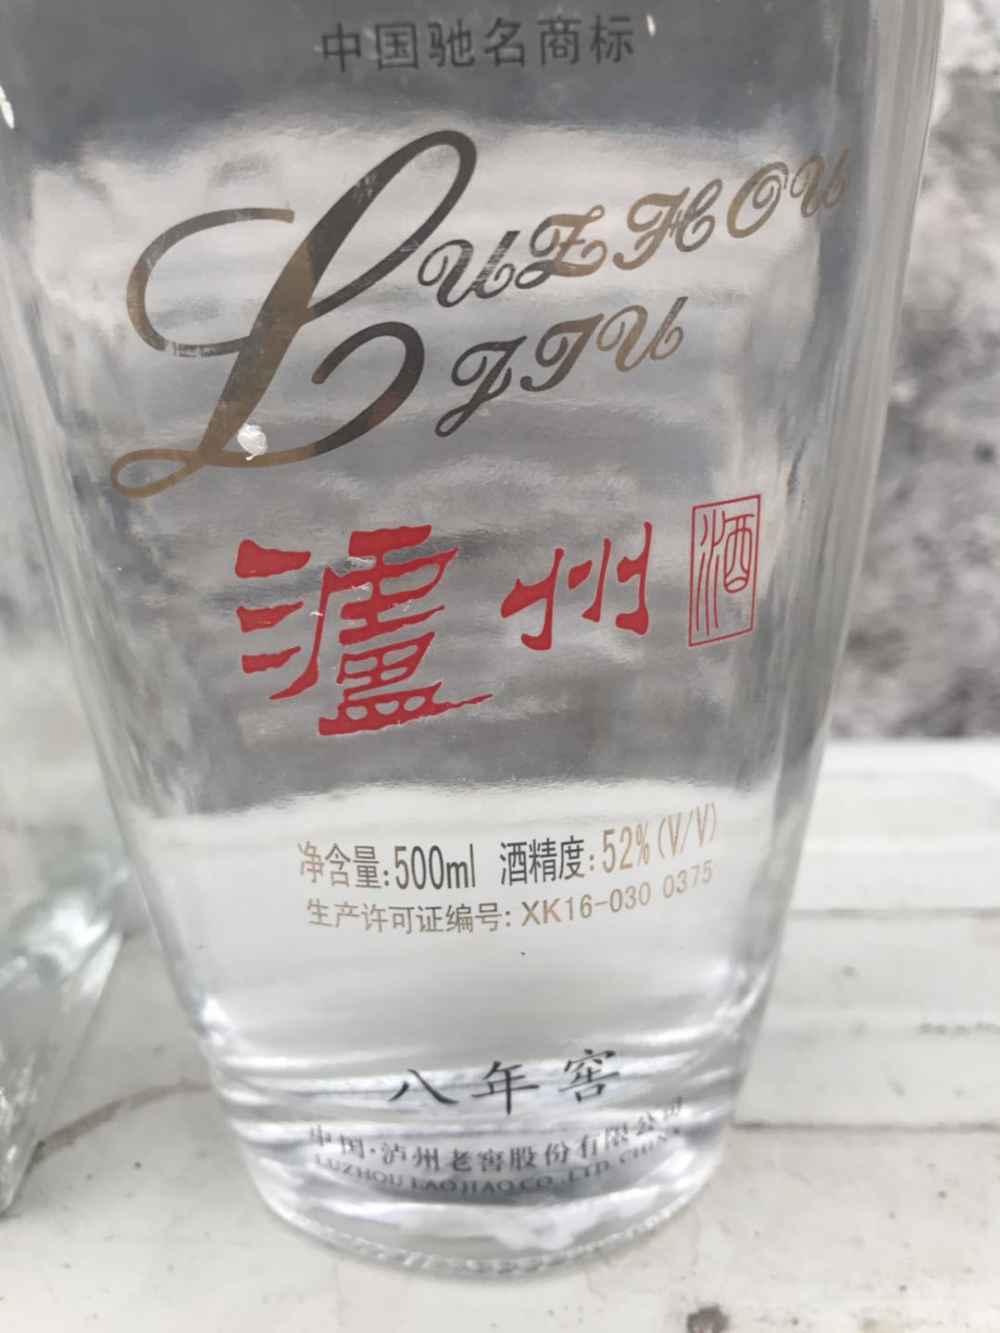 中国驰名商标
LUZHOU
JIU
泸州酒
净含量:500ml 酒精度:52%(V/V)
生产许可证编号:XK16-030 0375
八年窖
中国·泸州老窖股份有限公司
LUZHOU LAOJIAO CO.,LTD. CHINA